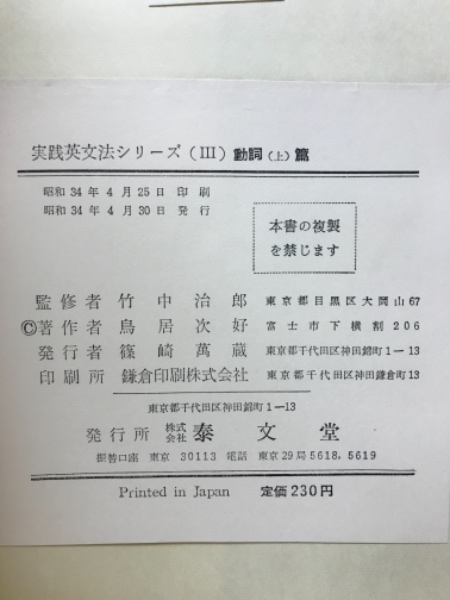 実践英文法シリーズ(III)動詞(上)篇
昭和34年4月25日 印刷
昭和34年4月30日 発行
本書の複製
を禁じます
監修者 竹中治郎 東京都目黒区大岡山67
©著作者 鳥居次好 富士市下横割206
発行者 篠崎萬蔵 東京都千代田区神田錦町1―13
印刷所 鎌倉印刷株式会社 東京都千代田区神田鎌倉町13
東京都千代田区神田錦町1―13
発行所 株式会社 泰文堂
振替口座 東京 30113 電話 東京29局5618,5619
Printed in Japan 定価230円